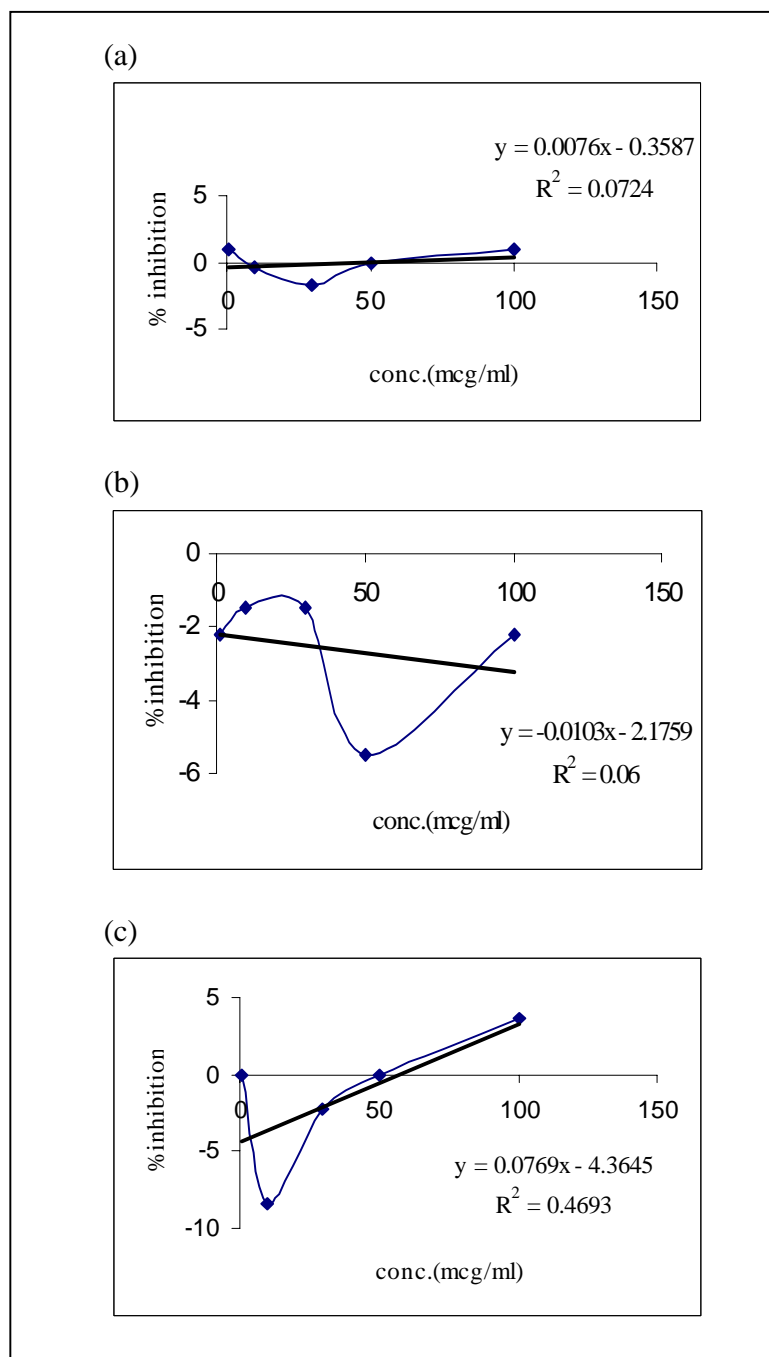 (a)
y = 0.0076x - 0.3587
R² = 0.0724
5
0
-5
0 50 100 150
% inhibition
conc.(mcg/ml)
(b)
0
-2
-4
-6
0 50 100 150
% inhibition
y = -0.0103x - 2.1759
R² = 0.06
conc.(mcg/ml)
(c)
5
0
-5
-10
0 50 100 150
% inhibition
y = 0.0769x - 4.3645
R² = 0.4693
conc.(mcg/ml)